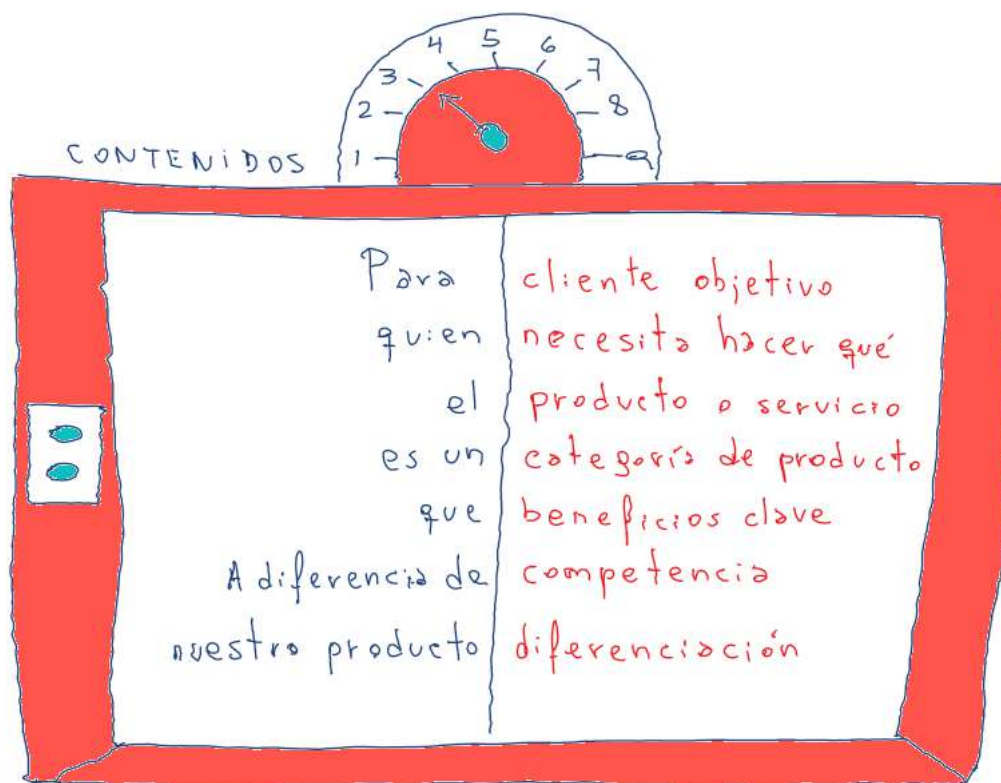 1 2 3 4 5 6 7 8 9
CONTENIDOS
Para cliente objetivo
quien necesita hacer qué
el producto o servicio
es un categoría de producto
que beneficios clave
A diferencia de competencia
nuestro producto diferenciación